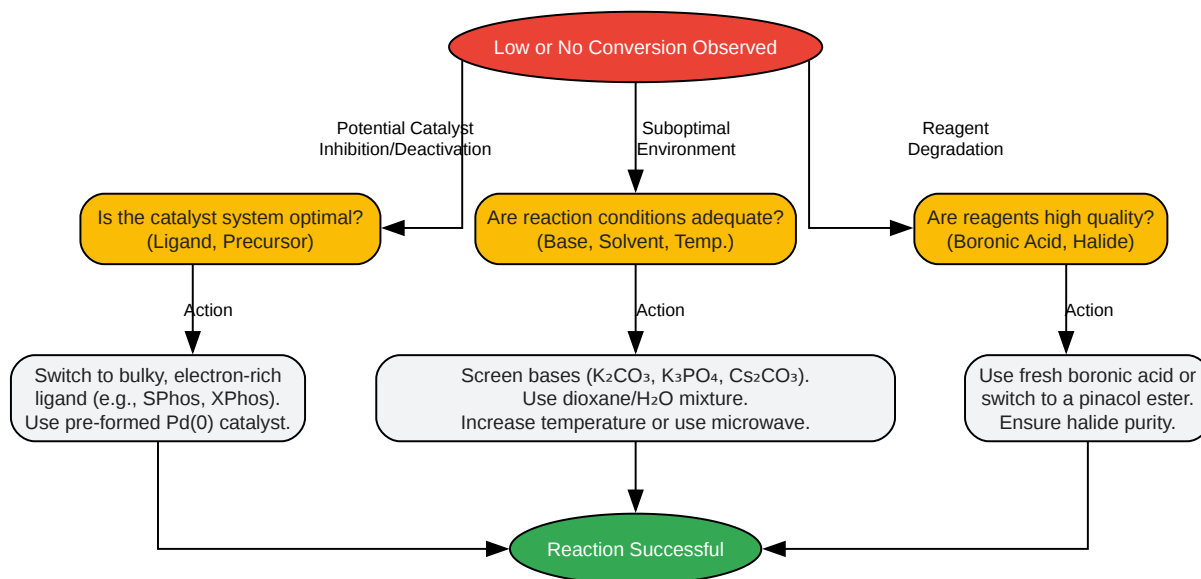 Low or No Conversion Observed
Potential Catalyst
Inhibition/Deactivation
Suboptimal
Environment
Reagent
Degradation
Is the catalyst system optimal?
(Ligand, Precursor)
Are reaction conditions adequate?
(Base, Solvent, Temp.)
Are reagents high quality?
(Boronic Acid, Halide)
Action
Action
Action
Switch to bulky, electron-rich
ligand (e.g., SPhos, XPhos).
Use pre-formed Pd(0) catalyst.
Screen bases (K₂CO₃, K₃PO₄, Cs₂CO₃).
Use dioxane/H₂O mixture.
Increase temperature or use microwave.
Use fresh boronic acid or
switch to a pinacol ester.
Ensure halide purity.
Reaction Successful